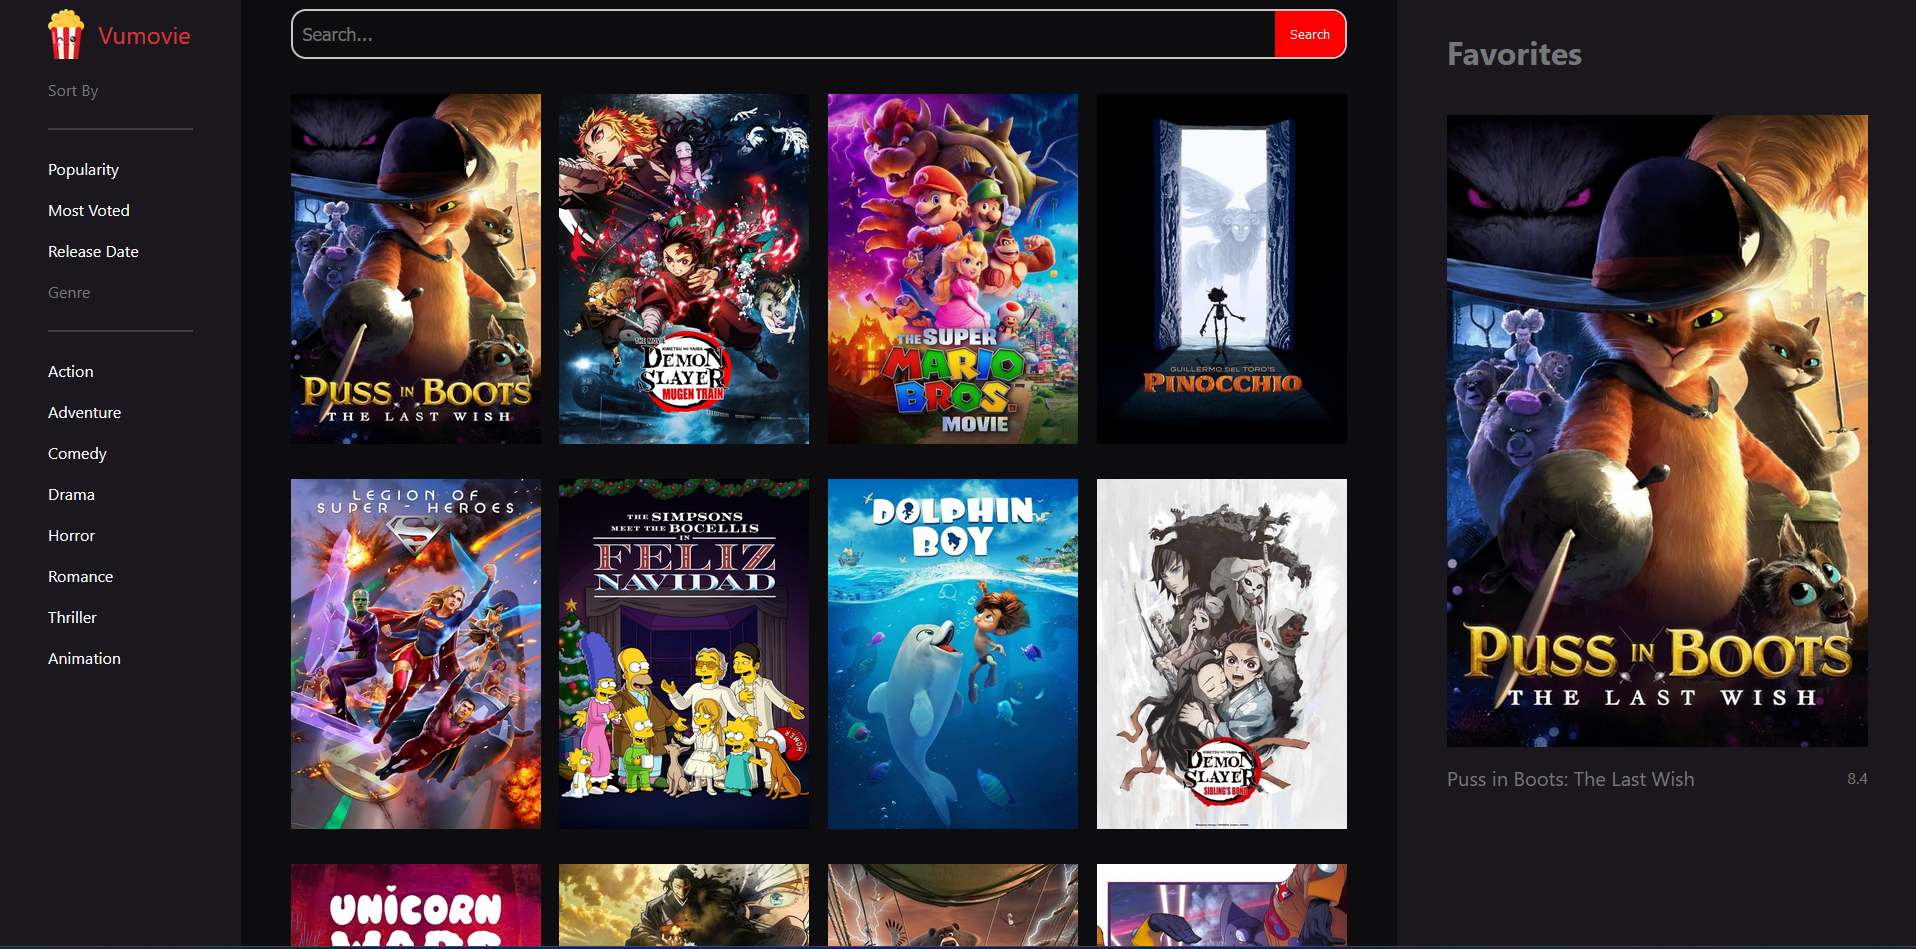 Vumovie
Sort By
Popularity
Most Voted
Release Date
Genre
Action
Adventure
Comedy
Drama
Horror
Romance
Thriller
Animation
Search...
Search
PUSS IN BOOTS
THE LAST WISH
THE MOVIE
KIMETSU NO YAIBA
DEMON
SLAYER
MUGEN TRAIN
THE SUPER
MARIO
BROS.
MOVIE
GUILLERMO DEL TORO'S
PINOCCHIO
LEGION OF
SUPER-HEROES
THE SIMPSONS
MEET THE BOCELLIS
IN
FELIZ
NAVIDAD
HOMER
DOLPHIN
BOY
KIMETSU NO YAIBA
DEMON
SLAYER
SIBLING'S BOND
UNICORN
WARS
Favorites
PUSS IN BOOTS
THE LAST WISH
Puss in Boots: The Last Wish
8.4